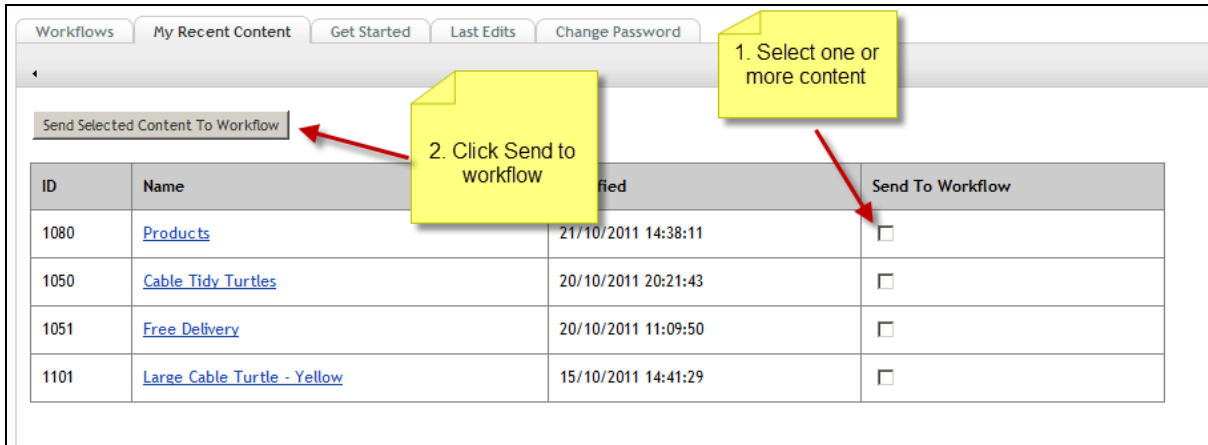 Workflows My Recent Content Get Started Last Edits Change Password
1. Select one or
more content
Send Selected Content To Workflow
2. Click Send to
workflow
ID Name fied Send To Workflow
1080 Products 21/10/2011 14:38:11
1050 Cable Tidy Turtles 20/10/2011 20:21:43
1051 Free Delivery 20/10/2011 11:09:50
1101 Large Cable Turtle - Yellow 15/10/2011 14:41:29